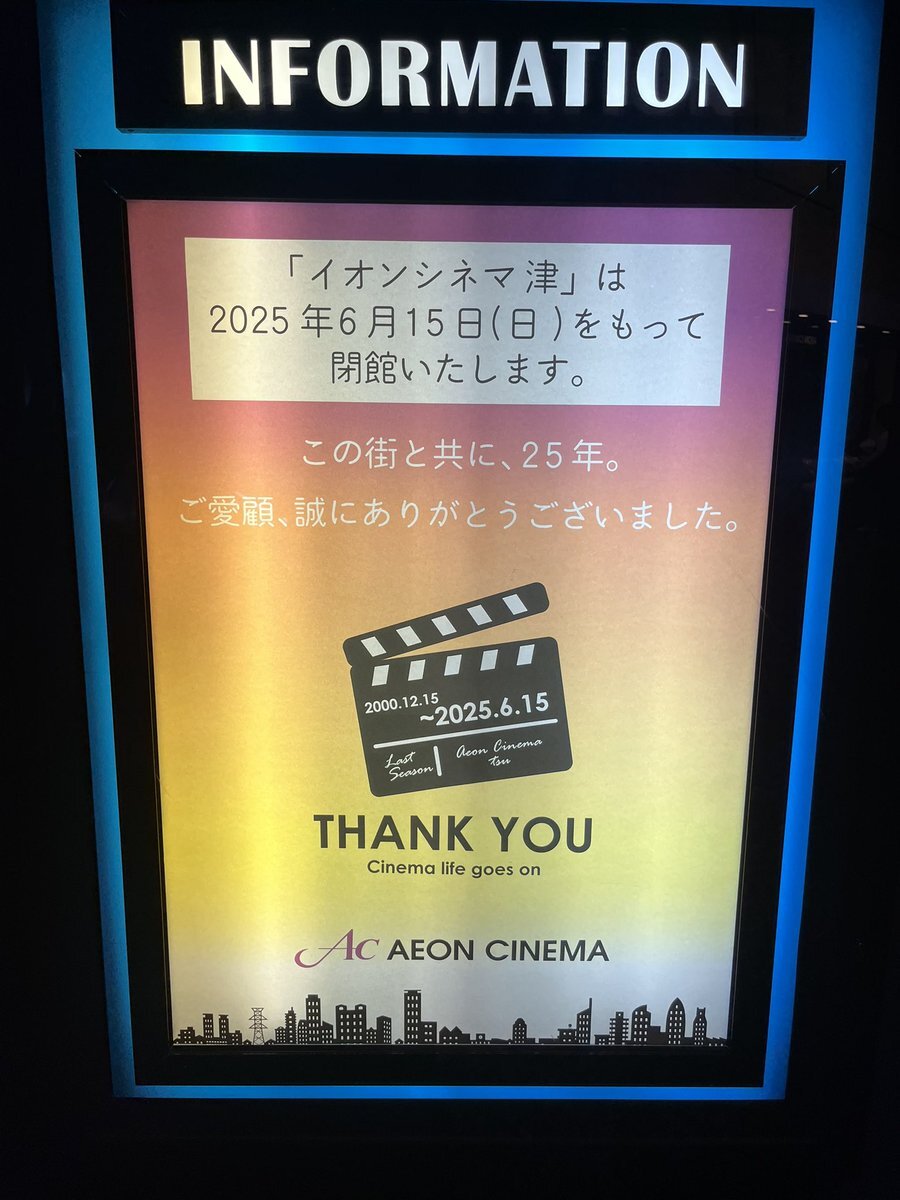 INFORMATION
「イオンシネマ津」は
2025年6月15日(日)をもって
閉館いたします。
この街と共に、25年。
ご愛顧、誠にありがとうございました。
2000.12.15
~2025.6.15
Last
Season
Aeon Cinema
tsu
THANK YOU
Cinema life goes on
AC AEON CINEMA